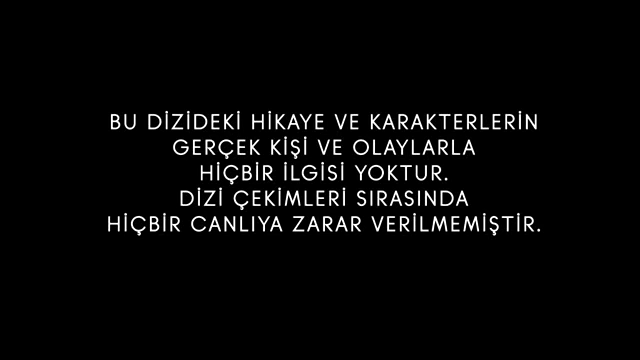 BU DİZİDEKİ HİKAYE VE KARAKTERLERİN
GERÇEK KİŞİ VE OLAYLARLA
HİÇBİR İLGİSİ YOKTUR.
DİZİ ÇEKİMLERİ SIRASINDA
HİÇBİR CANLIYA ZARAR VERİLMEMİŞTİR.